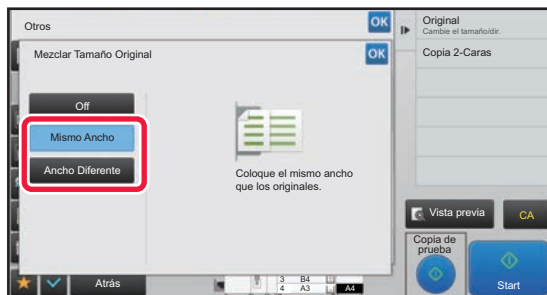 Otros
OK
Mezclar Tamaño Original
OK
Off
Mismo Ancho
Ancho Diferente
Coloque el mismo ancho
que los originales.
Original
Cambie el tamaño/dir.
Copia 2-Caras
Vista previa
CA
Copia de
prueba
Start
Atrás
3 B4
4 A3
A4